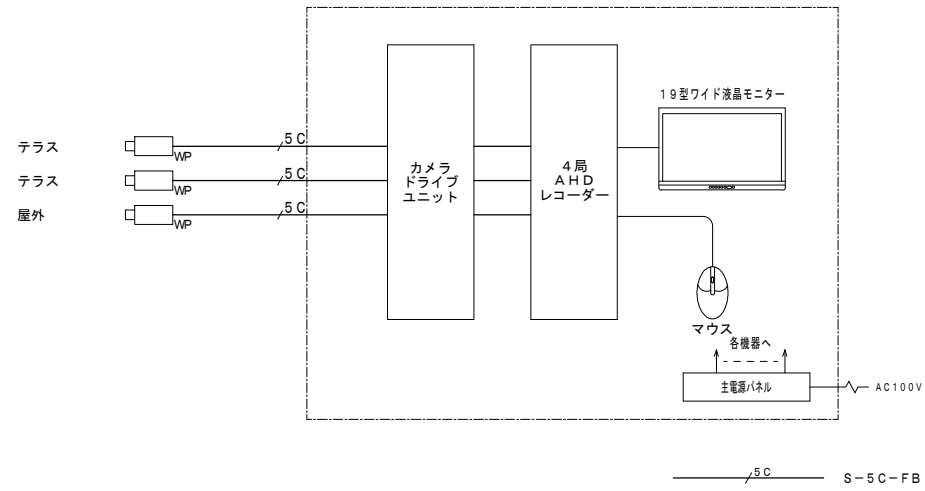 19型ワイド液晶モニター
テラス
5C
WP
テラス
5C
WP
屋外
5C
WP
カメラ
ドライブ
ユニット
4局
AHD
レコーダー
マウス
各機器へ
主電源パネル
AC100V
5C
S-5C-FB